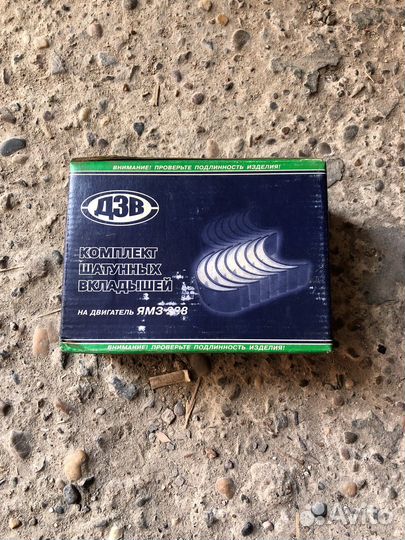 ВНИМАНИЕ! ПРОВЕРЬТЕ ПОДЛИННОСТЬ ИЗДЕЛИЯ!
ДЗВ
КОМПЛЕКТ
ШАТУННЫХ
ВКЛАДЫШЕЙ
НА ДВИГАТЕЛЬ ЯМЗ-238
ВНИМАНИЕ! ПРОВЕРЬТЕ ПОДЛИННОСТЬ ИЗДЕЛИЯ!
Avito